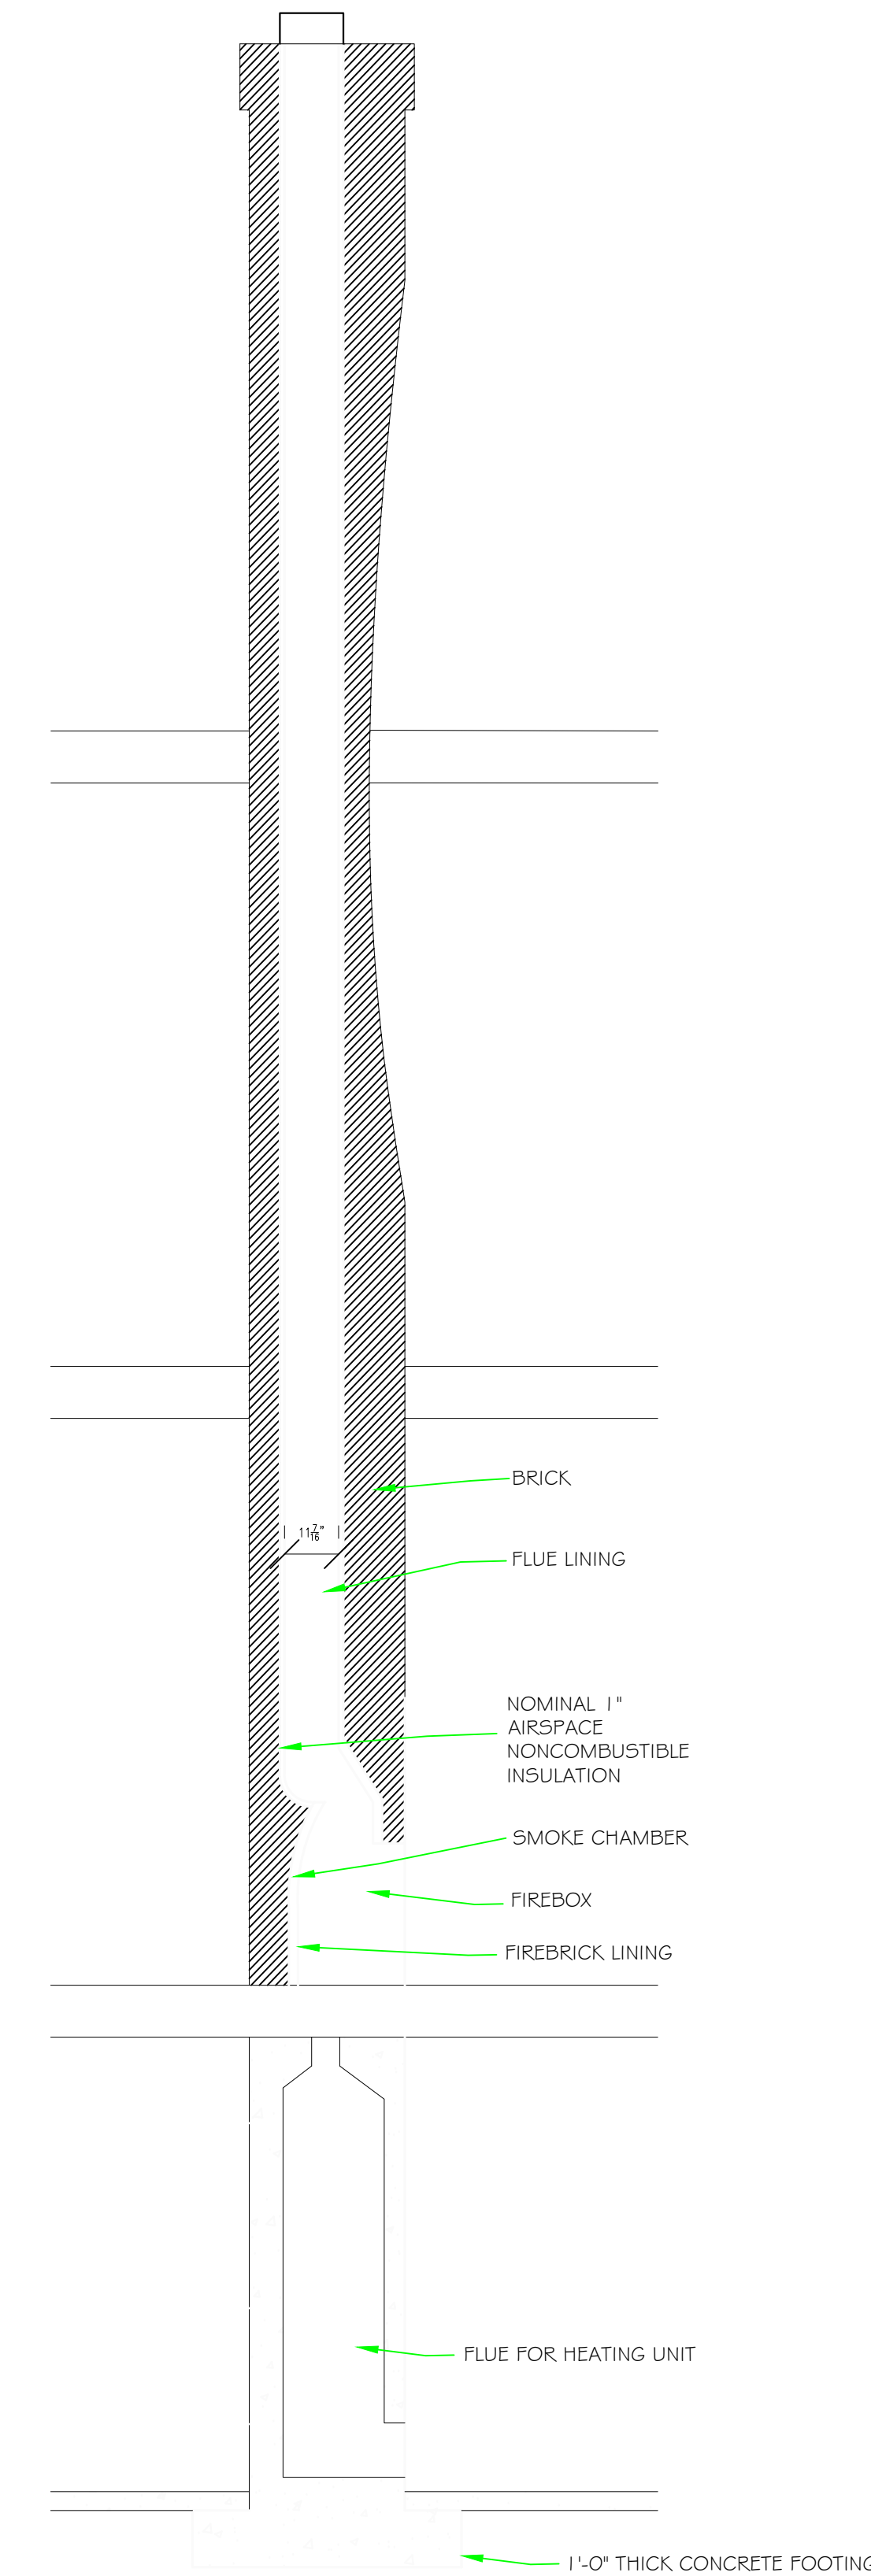 BRICK
11 7/16"
FLUE LINING
NOMINAL 1"
AIRSPACE
NONCOMBUSTIBLE
INSULATION
SMOKE CHAMBER
FIREBOX
FIREBRICK LINING
FLUE FOR HEATING UNIT
1'-0" THICK CONCRETE FOOTING